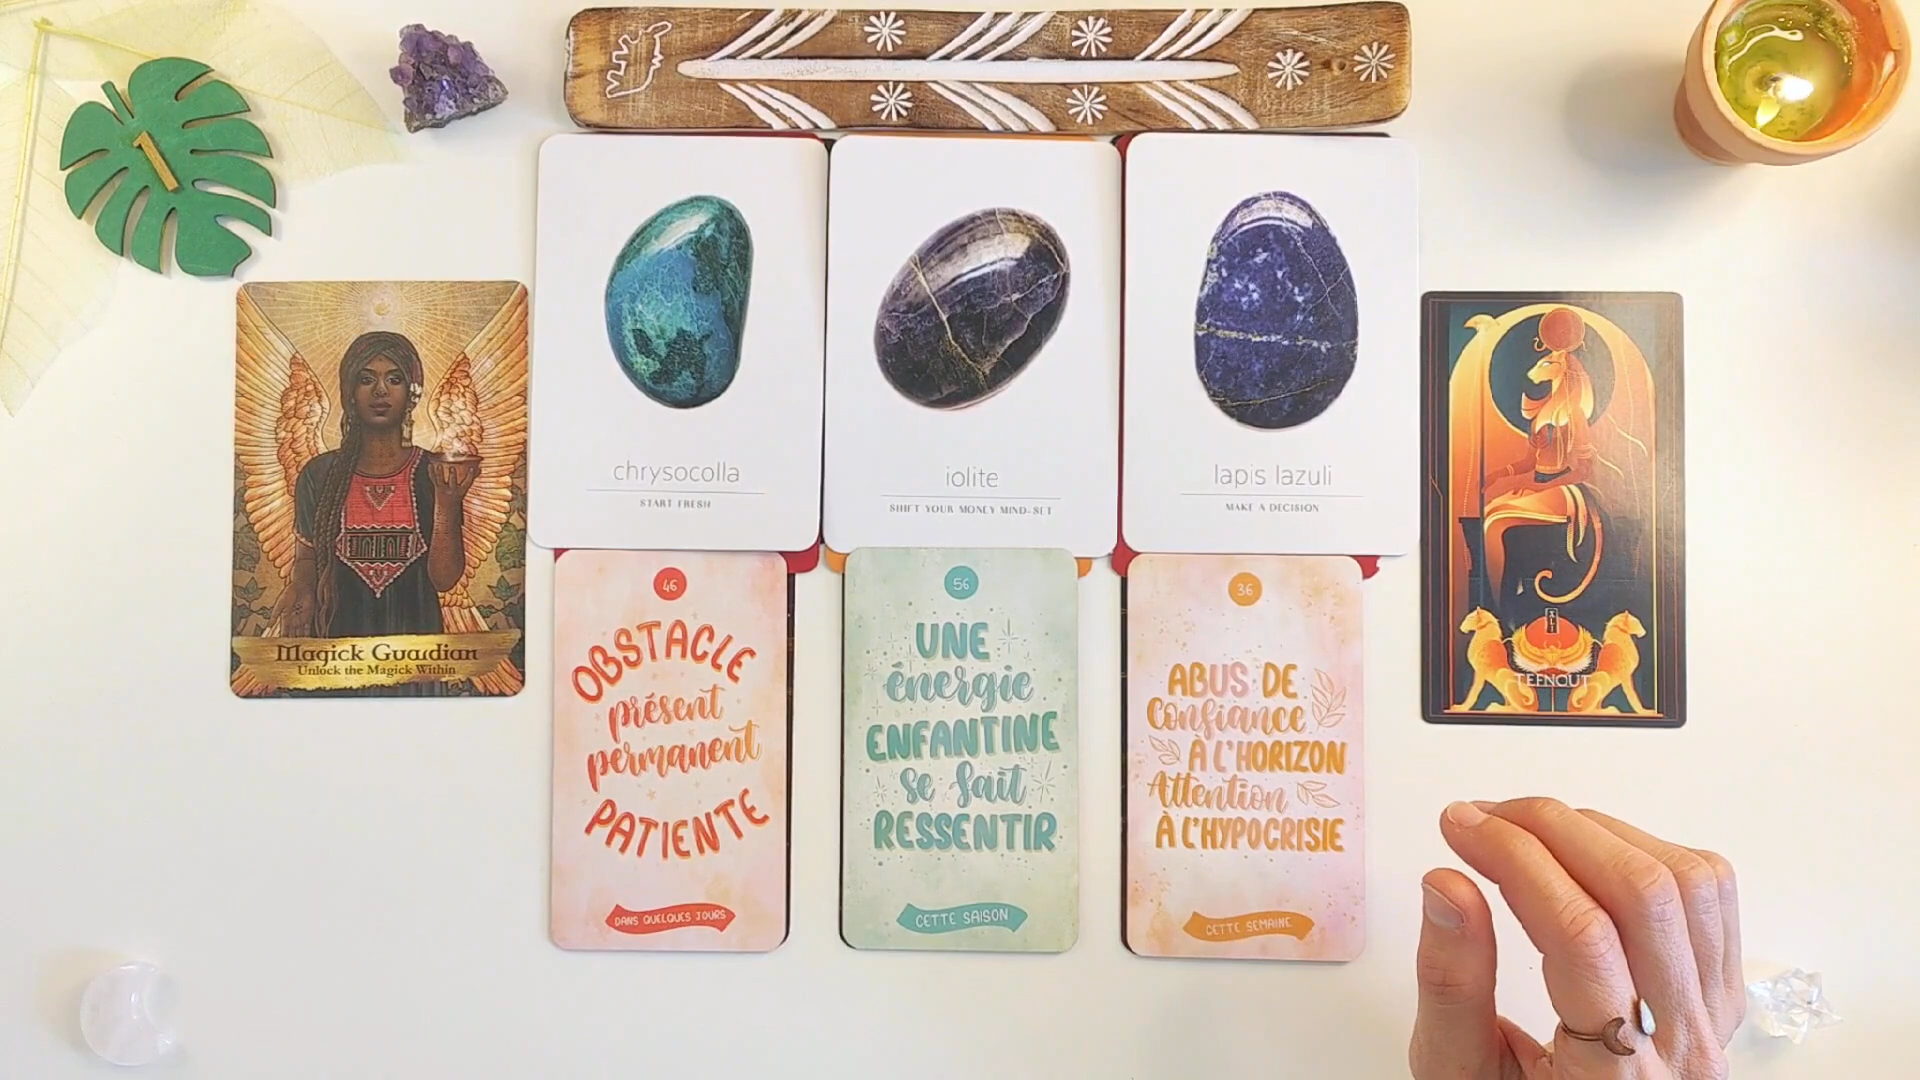 1
chrysocolla
START FRESH
iolite
SHIFT YOUR MONEY MIND-SET
lapis lazuli
MAKE A DECISION
Magick Guardian
Unlock the Magick Within
TEFNOUT
46
OBSTACLE
présent
permanent
PATIENTE
DANS QUELQUES JOURS
56
UNE
énergie
ENFANTINE
se fait
RESSENTIR
CETTE SAISON
36
ABUS DE
Confiance
À L'HORIZON
Attention
À L'HYPOCRISIE
CETTE SEMAINE